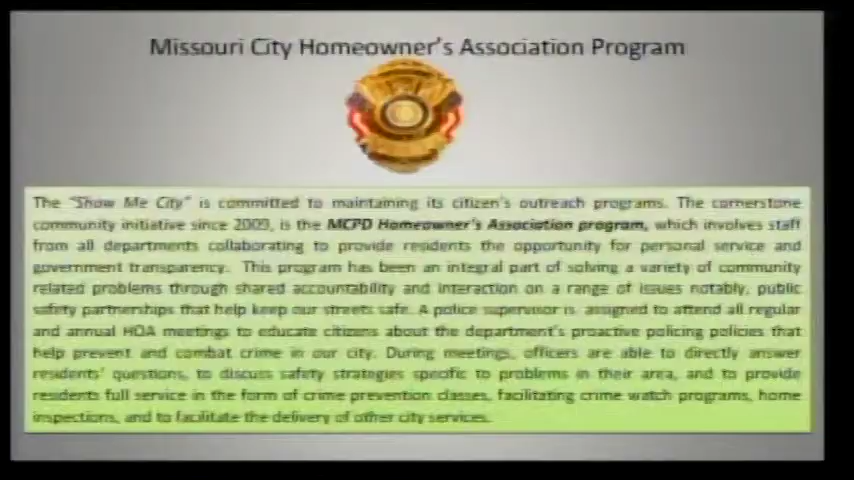 Missouri City Homeowner's Association Program
The "Show Me City" is committed to maintaining its citizen's outreach programs. The cornerstone
community initiative since 2009, is the MCPD Homeowner's Association program, which involves staff
from all departments collaborating to provide residents the opportunity for personal service and
government transparency. This program has been an integral part of solving a variety of community
related problems through shared accountability and interaction on a range of issues notably, public
safety partnerships that help keep our streets safe. A police supervisor is assigned to attend all regular
and annual HOA meetings to educate citizens about the department's proactive policing policies that
help prevent and combat crime in our city. During meetings, officers are able to directly answer
residents' questions, to discuss safety strategies specific to problems in their area, and to provide
residents full service in the form of crime prevention classes, facilitating crime watch programs, home
inspections, and to facilitate the delivery of other city services.